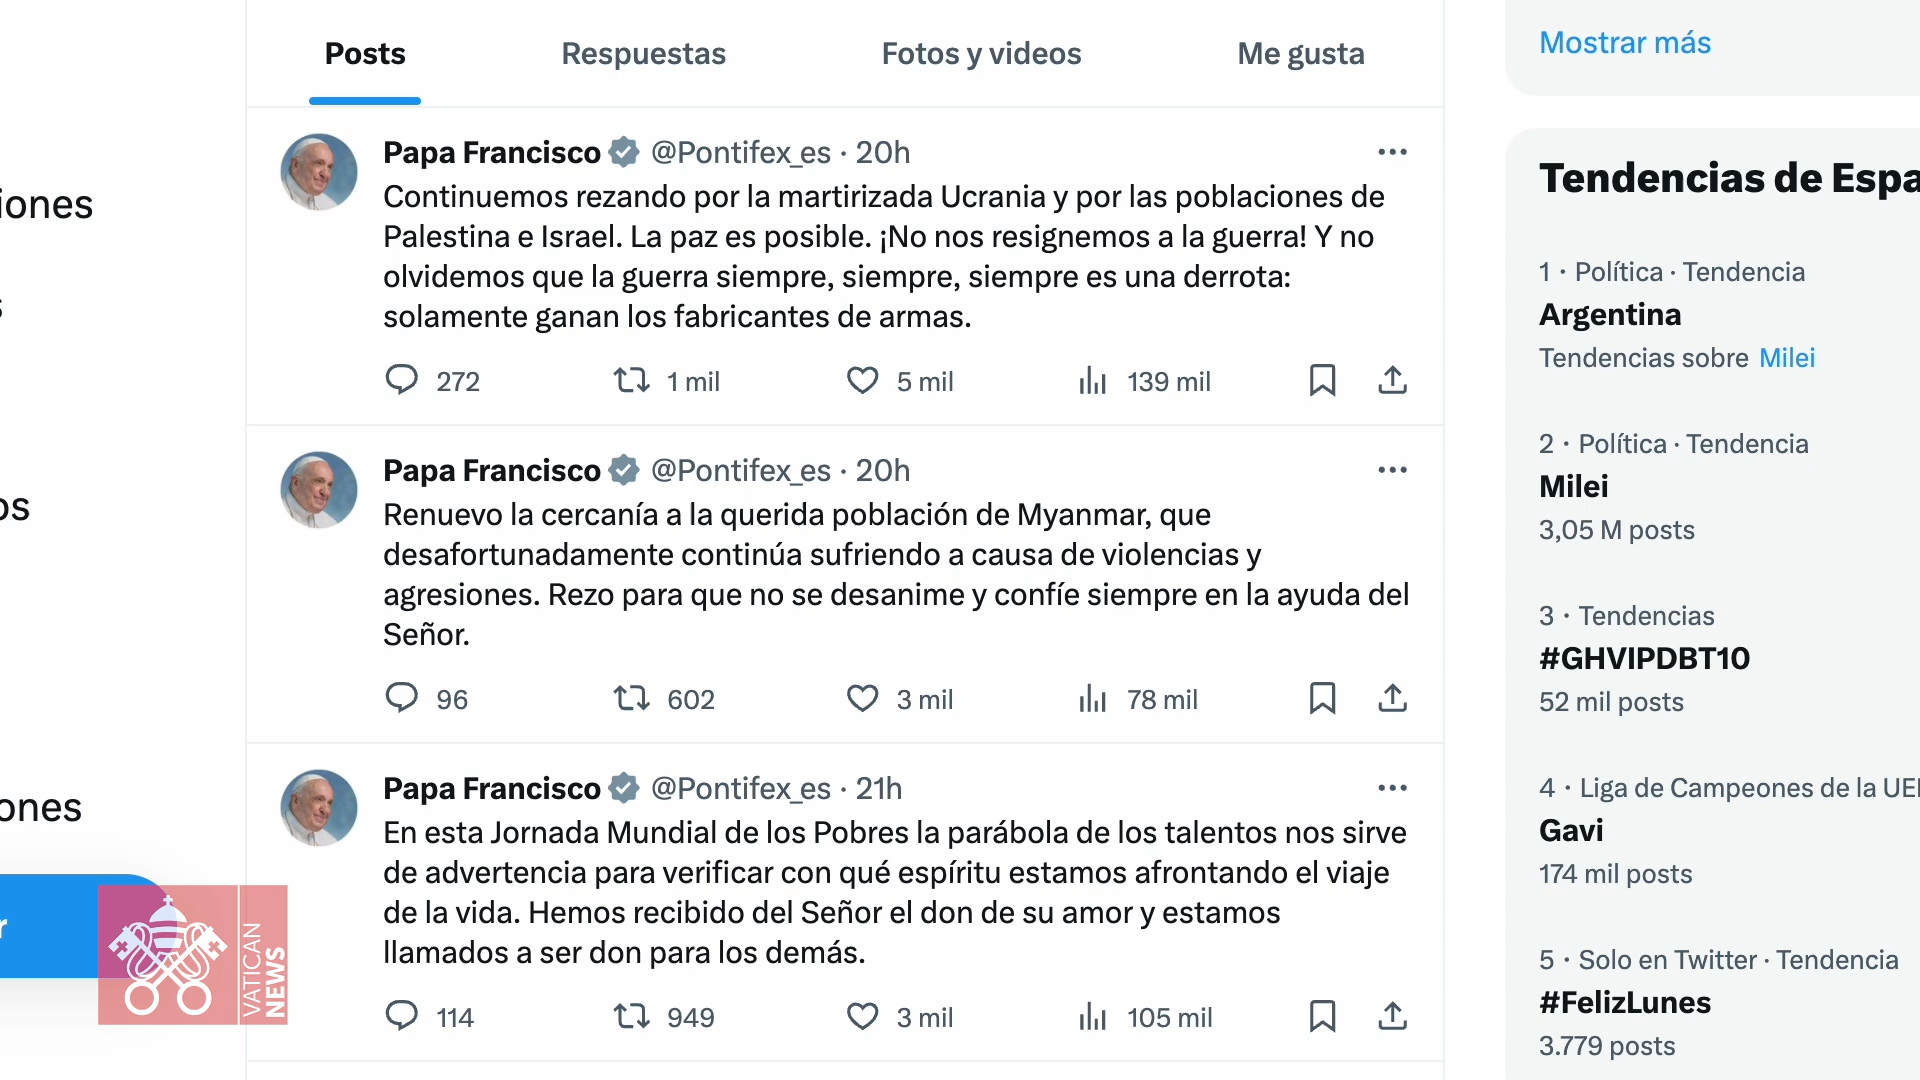 Posts
Respuestas
Fotos y videos
Me gusta
Mostrar más
iones
os
ones
r
Papa Francisco @Pontifex_es · 20h
Continuemos rezando por la martirizada Ucrania y por las poblaciones de
Palestina e Israel. La paz es posible. ¡No nos resignemos a la guerra! Y no
olvidemos que la guerra siempre, siempre, siempre es una derrota:
solamente ganan los fabricantes de armas.
272 1 mil 5 mil 139 mil
Papa Francisco @Pontifex_es · 20h
Renuevo la cercanía a la querida población de Myanmar, que
desafortunadamente continúa sufriendo a causa de violencias y
agresiones. Rezo para que no se desanime y confíe siempre en la ayuda del
Señor.
96 602 3 mil 78 mil
Papa Francisco @Pontifex_es · 21h
En esta Jornada Mundial de los Pobres la parábola de los talentos nos sirve
de advertencia para verificar con qué espíritu estamos afrontando el viaje
de la vida. Hemos recibido del Señor el don de su amor y estamos
llamados a ser don para los demás.
114 949 3 mil 105 mil
Tendencias de Espa
1 · Política · Tendencia
Argentina
Tendencias sobre Milei
2 · Política · Tendencia
Milei
3,05 M posts
3 · Tendencias
#GHVIPDBT10
52 mil posts
4 · Liga de Campeones de la UE
Gavi
174 mil posts
5 · Solo en Twitter · Tendencia
#FelizLunes
3.779 posts
VATICAN
NEWS